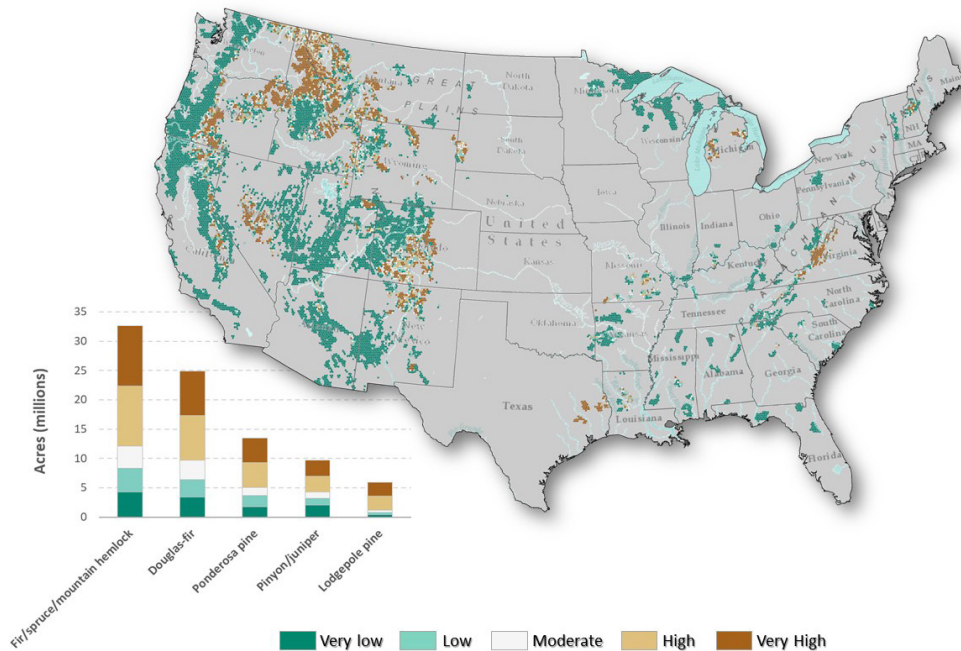 Montana
GREAT
PLAINS
North
Dakota
South
Dakota
Minnesota
Wisconsin
Michigan
Maine
NH
MA
New York
Pennsylvania
Wyoming
Nebraska
Iowa
Illinois
Indiana
Ohio
United
States
Kansas
Missouri
Kentucky
Virginia
North
Carolina
Tennessee
South
Carolina
Oklahoma
New
Mexico
Mississippi
Alabama
Georgia
Texas
Louisiana
Florida
35
30
25
20
15
10
5
0
Acres (millions)
Fir/spruce/mountain hemlock
Douglas-fir
Ponderosa pine
Pinyon/juniper
Lodgepole pine
Very low
Low
Moderate
High
Very High